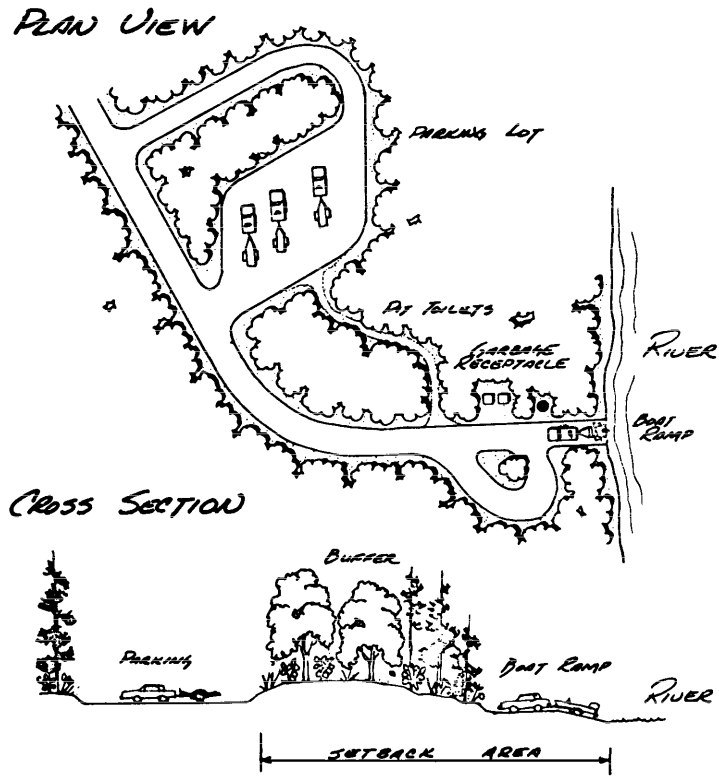 PLAN VIEW
PARKING LOT
PIT TOILETS
GARBAGE
RECEPTACLE
RIVER
BOAT
RAMP
CROSS SECTION
BUFFER
PARKING
BOAT RAMP
RIVER
SETBACK AREA